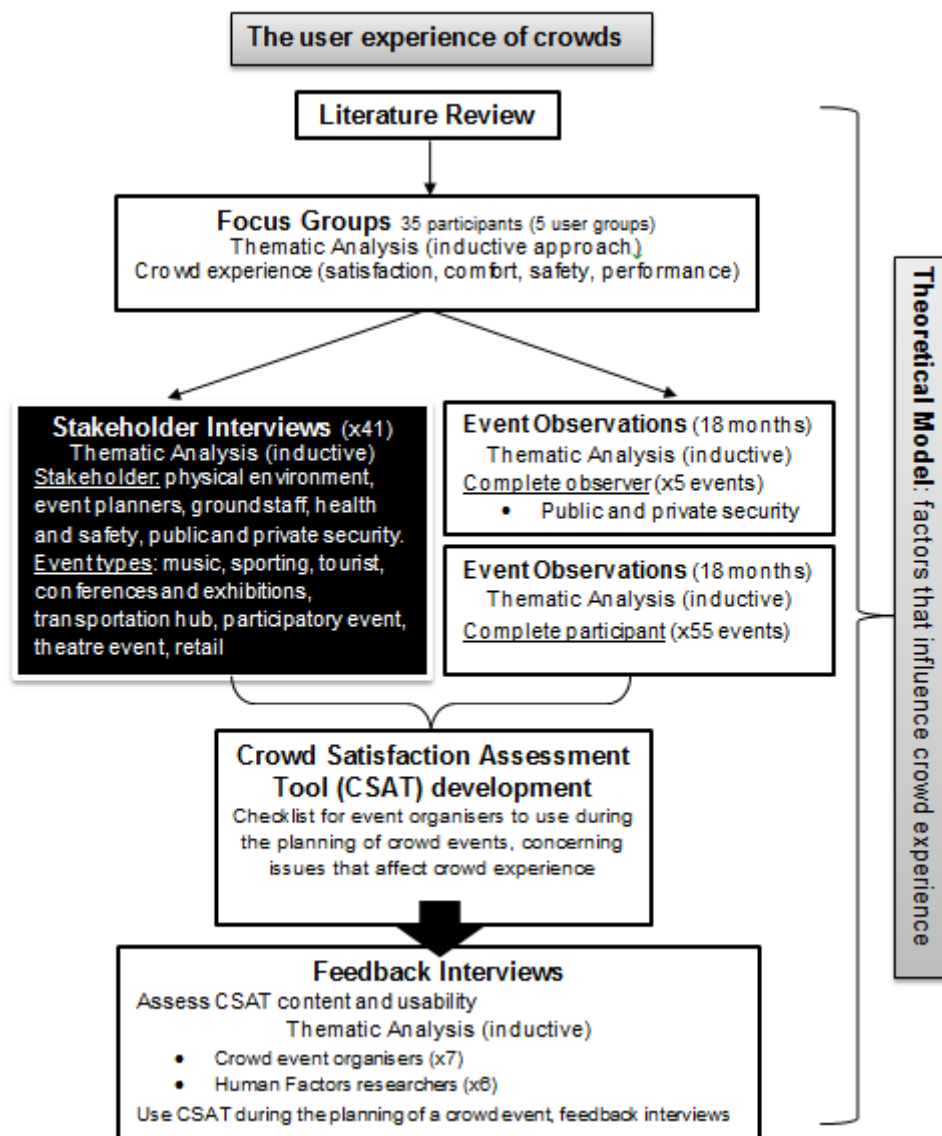 The user experience of crowds
Literature Review
Focus Groups 35 participants (5 user groups)
Thematic Analysis (inductive approach)
Crowd experience (satisfaction, comfort, safety, performance)
Stakeholder Interviews (x41)
Thematic Analysis (inductive)
Stakeholder: physical environment,
event planners, ground staff, health
and safety, public and private security.
Event types: music, sporting, tourist,
conferences and exhibitions,
transportation hub, participatory event,
theatre event, retail
Event Observations (18 months)
Thematic Analysis (inductive)
Complete observer (x5 events)
• Public and private security
Event Observations (18 months)
Thematic Analysis (inductive)
Complete participant (x55 events)
Crowd Satisfaction Assessment
Tool (CSAT) development
Checklist for event organisers to use during
the planning of crowd events, concerning
issues that affect crowd experience
Feedback Interviews
Assess CSAT content and usability
Thematic Analysis (inductive)
• Crowd event organisers (x7)
• Human Factors researchers (x6)
Use CSAT during the planning of a crowd event, feedback interviews
Theoretical Model: factors that influence crowd experience